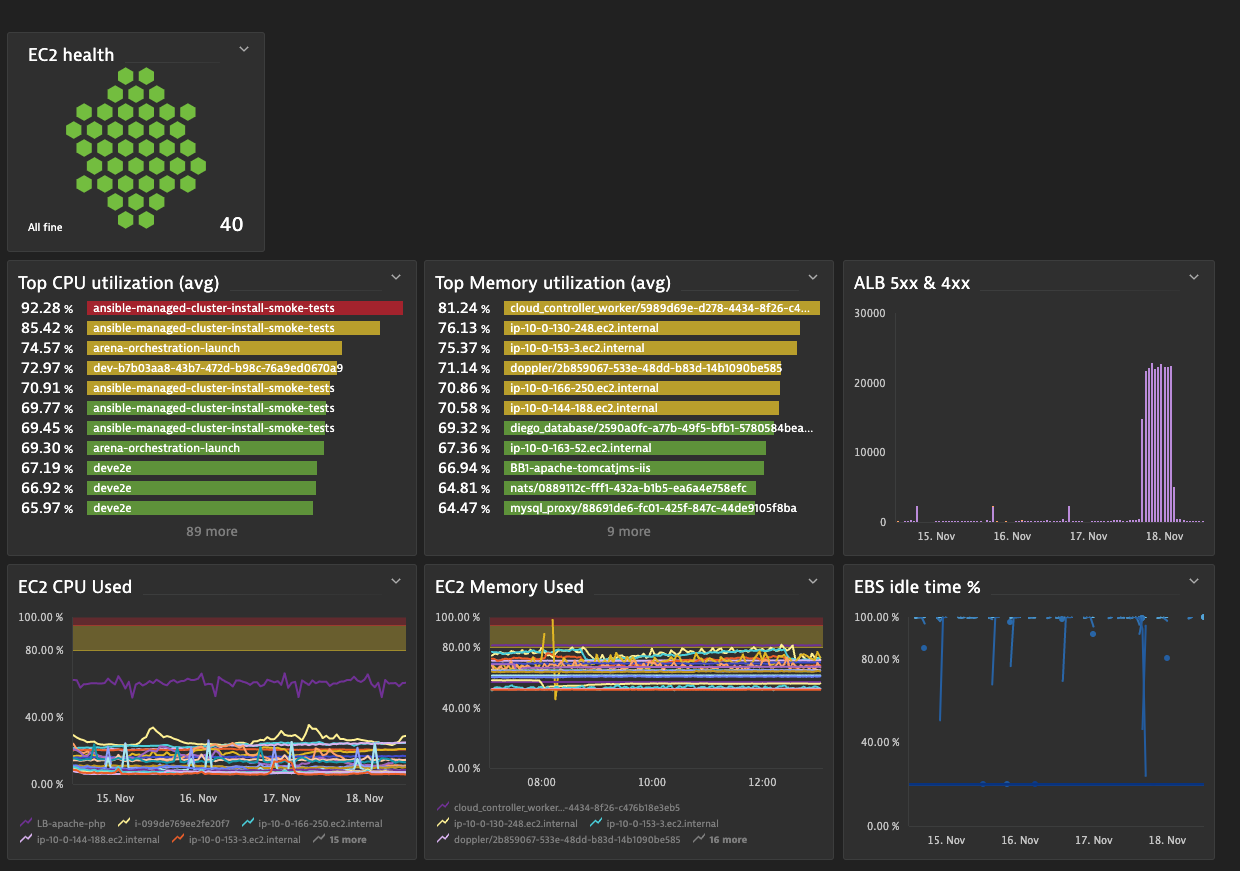 EC2 health
All fine
40
Top CPU utilization (avg)
92.28 % ansible-managed-cluster-install-smoke-tests
85.42 % ansible-managed-cluster-install-smoke-tests
74.57 % arena-orchestration-launch
72.97 % dev-b7b03aa8-43b7-472d-b98c-76a9ed0670a9
70.91 % ansible-managed-cluster-install-smoke-tests
69.77 % ansible-managed-cluster-install-smoke-tests
69.45 % ansible-managed-cluster-install-smoke-tests
69.30 % arena-orchestration-launch
67.19 % deve2e
66.92 % deve2e
65.97 % deve2e
89 more
Top Memory utilization (avg)
81.24 % cloud_controller_worker/5989d69e-d278-4434-8f26-c4...
76.13 % ip-10-0-130-248.ec2.internal
75.37 % ip-10-0-153-3.ec2.internal
71.14 % doppler/2b859067-533e-48dd-b83d-14b1090be585
70.86 % ip-10-0-166-250.ec2.internal
70.58 % ip-10-0-144-188.ec2.internal
69.32 % diego_database/2590a0fc-a77b-49f5-bfb1-5780584bea...
67.36 % ip-10-0-163-52.ec2.internal
66.94 % BB1-apache-tomcatjms-iis
64.81 % nats/0889112c-fff1-432a-b1b5-ea6a4e758efc
64.47 % mysql_proxy/88691de6-fc01-425f-847c-44de9105f8ba
9 more
ALB 5xx & 4xx
30000
20000
10000
0
15. Nov 16. Nov 17. Nov 18. Nov
EC2 CPU Used
100.00 %
80.00 %
40.00 %
0.00 %
15. Nov 16. Nov 17. Nov 18. Nov
LB-apache-php i-099de769ee2fe20f7 ip-10-0-166-250.ec2.internal
ip-10-0-144-188.ec2.internal ip-10-0-153-3.ec2.internal 15 more
EC2 Memory Used
100.00 %
80.00 %
40.00 %
0.00 %
08:00 10:00 12:00
cloud_controller_worker...-4434-8f26-c476b18e3eb5
ip-10-0-130-248.ec2.internal ip-10-0-153-3.ec2.internal
doppler/2b859067-533e-48dd-b83d-14b1090be585 16 more
EBS idle time %
100.00 %
80.00 %
40.00 %
0.00 %
15. Nov 16. Nov 17. Nov 18. Nov